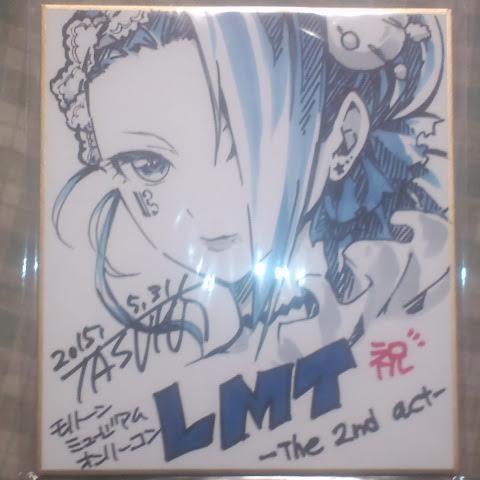 2015, 5.31
TASUKU
祝
LMT
-The 2nd act-
モノトーン
ミュージアム
オンリーコン